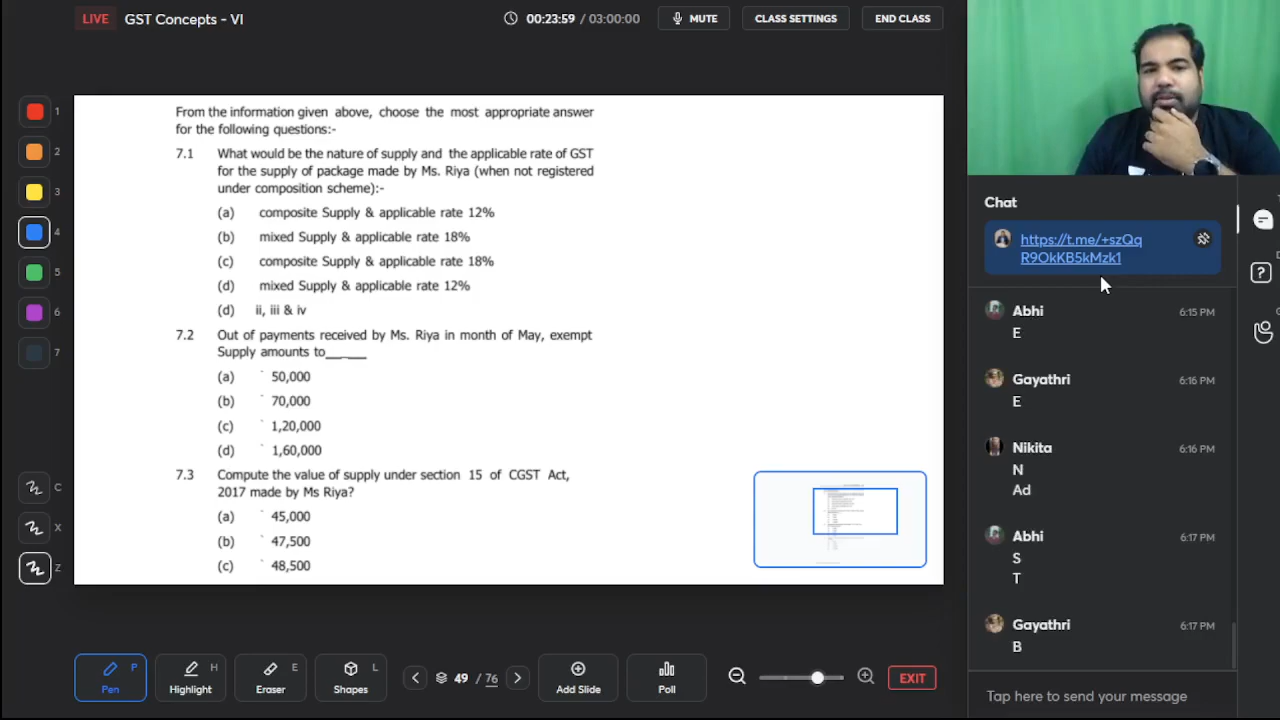 LIVE GST Concepts - VI 00:23:59 / 03:00:00 MUTE CLASS SETTINGS END CLASS
1
2
3
4
5
6
7
C
X
Z
From the information given above, choose the most appropriate answer
for the following questions:-
7.1 What would be the nature of supply and the applicable rate of GST
for the supply of package made by Ms. Riya (when not registered
under composition scheme):-
(a) composite Supply & applicable rate 12%
(b) mixed Supply & applicable rate 18%
(c) composite Supply & applicable rate 18%
(d) mixed Supply & applicable rate 12%
(d) ii, iii & iv
7.2 Out of payments received by Ms. Riya in month of May, exempt
Supply amounts to_____
(a) ` 50,000
(b) ` 70,000
(c) ` 1,20,000
(d) ` 1,60,000
7.3 Compute the value of supply under section 15 of CGST Act,
2017 made by Ms Riya?
(a) ` 45,000
(b) ` 47,500
(c) ` 48,500
P Pen
H Highlight
E Eraser
L Shapes
49 / 76
Add Slide
Poll
EXIT
Chat
https://t.me/+szQq
R9OkKB5kMzk1
Abhi 6:15 PM
E
Gayathri 6:16 PM
E
Nikita 6:16 PM
N
Ad
Abhi 6:17 PM
S
T
Gayathri 6:17 PM
B
Tap here to send your message